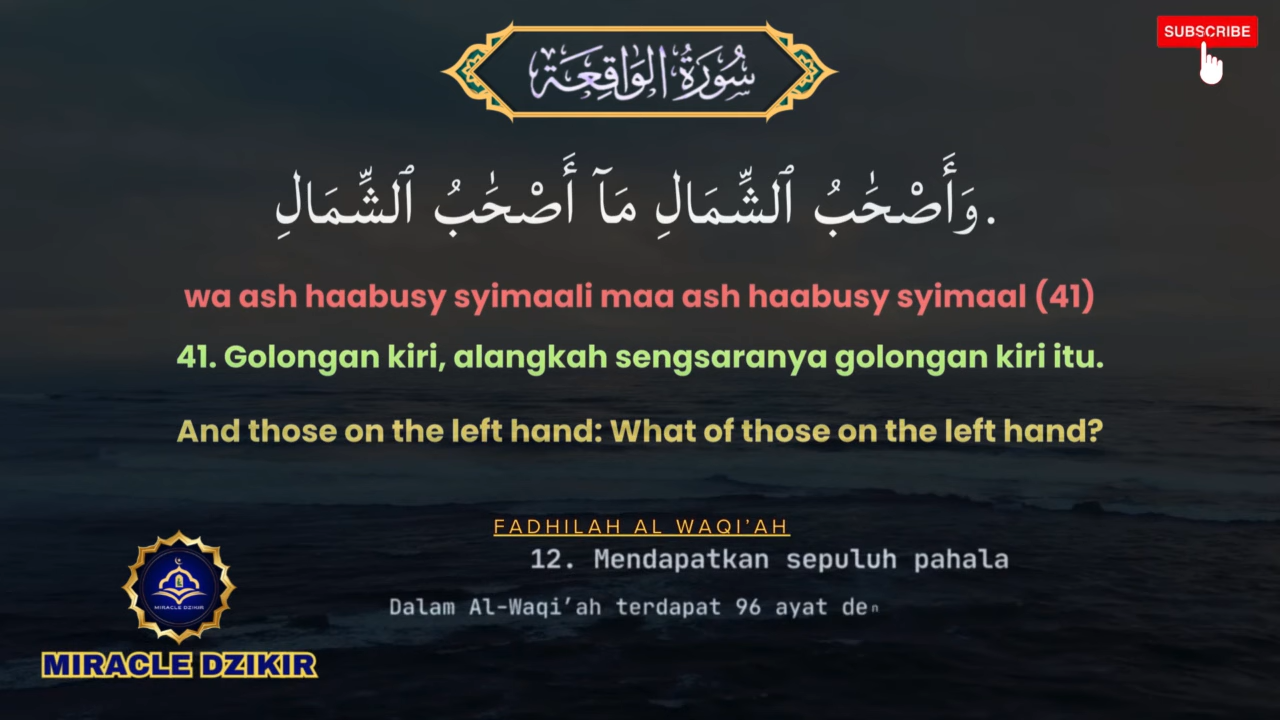 سُورَةُ الوَاقِعَة
SUBSCRIBE
وَأَصْحَٰبُ ٱلشِّمَالِ مَآ أَصْحَٰبُ ٱلشِّمَالِ.
wa ash haabusy syimaali maa ash haabusy syimaal (41)
41. Golongan kiri, alangkah sengsaranya golongan kiri itu.
And those on the left hand: What of those on the left hand?
FADHILAH AL WAQI’AH
12. Mendapatkan sepuluh pahala
Dalam Al-Waqi’ah terdapat 96 ayat den
MIRACLE DZIKIR
MIRACLE DZIKIR